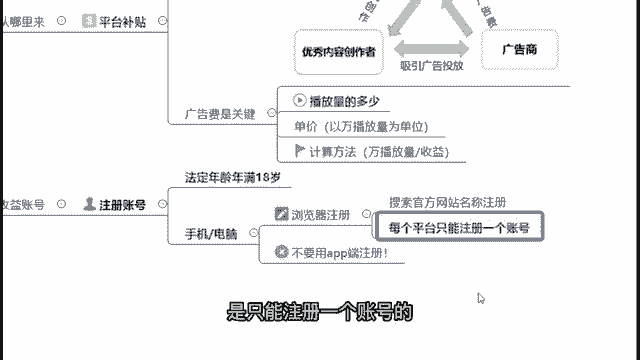 从哪里来
平台补贴
优秀内容创作者
广告商
吸引广告投放
广告费是关键
播放量的多少
单价（以万播放量为单位）
计算方法（万播放量/收益）
收益账号
注册账号
法定年龄年满18岁
手机/电脑
浏览器注册
搜索官方网站名称注册
每个平台只能注册一个账号
不要用app端注册！
是只能注册一个账号的